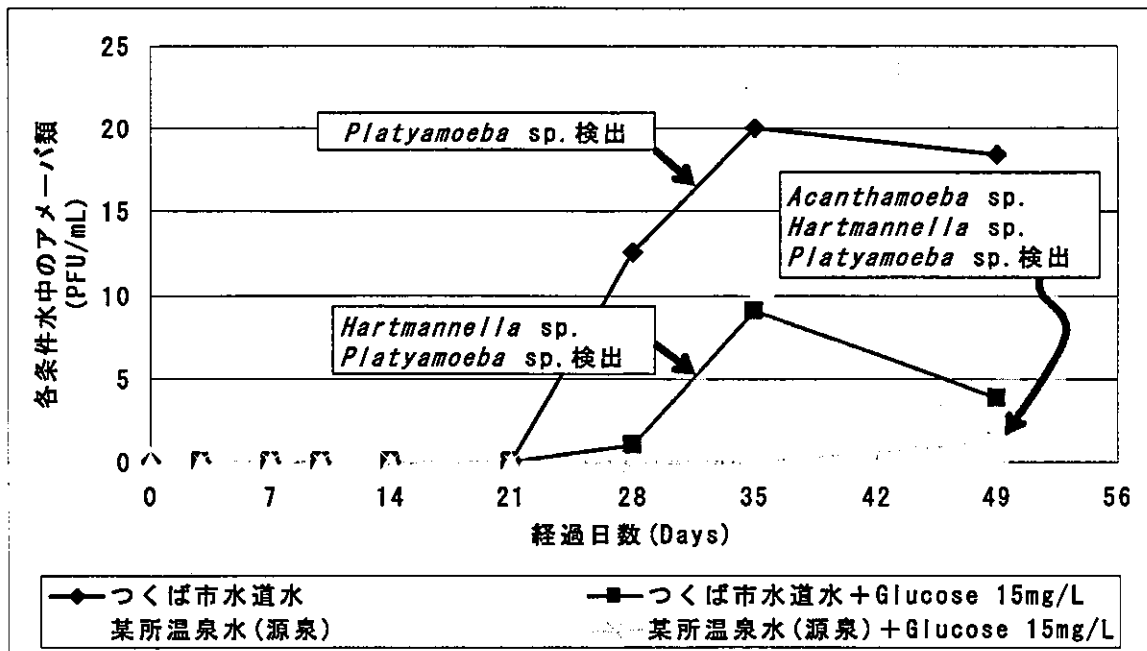 各条件水中のアメーバ類
(PFU/mL)
25
20
15
10
5
0
Platyamoeba sp.検出
Acanthamoeba sp.
Hartmannella sp.
Platyamoeba sp.検出
Hartmannella sp.
Platyamoeba sp.検出
0 7 14 21 28 35 42 49 56
経過日数(Days)
つくば市水道水
つくば市水道水+Glucose 15mg/L
某所温泉水(源泉)
某所温泉水(源泉)+Glucose 15mg/L